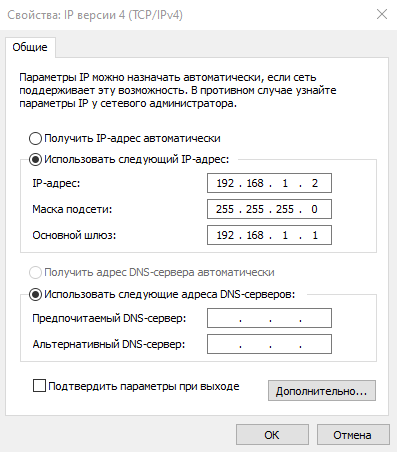 Свойства: IP версии 4 (TCP/IPv4)
Общие
Параметры IP можно назначать автоматически, если сеть
поддерживает эту возможность. В противном случае узнайте
параметры IP у сетевого администратора.
Получить IP-адрес автоматически
Использовать следующий IP-адрес:
IP-адрес: 192 . 168 . 1 . 2
Маска подсети: 255 . 255 . 255 . 0
Основной шлюз: 192 . 168 . 1 . 1
Получить адрес DNS-сервера автоматически
Использовать следующие адреса DNS-серверов:
Предпочитаемый DNS-сервер: . . .
Альтернативный DNS-сервер: . . .
Подтвердить параметры при выходе
Дополнительно...
OK Отмена